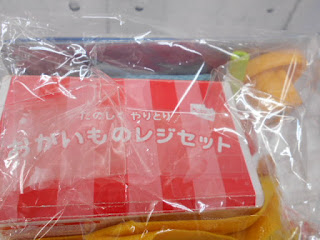 たのしく やりとり
おかいものレジセット